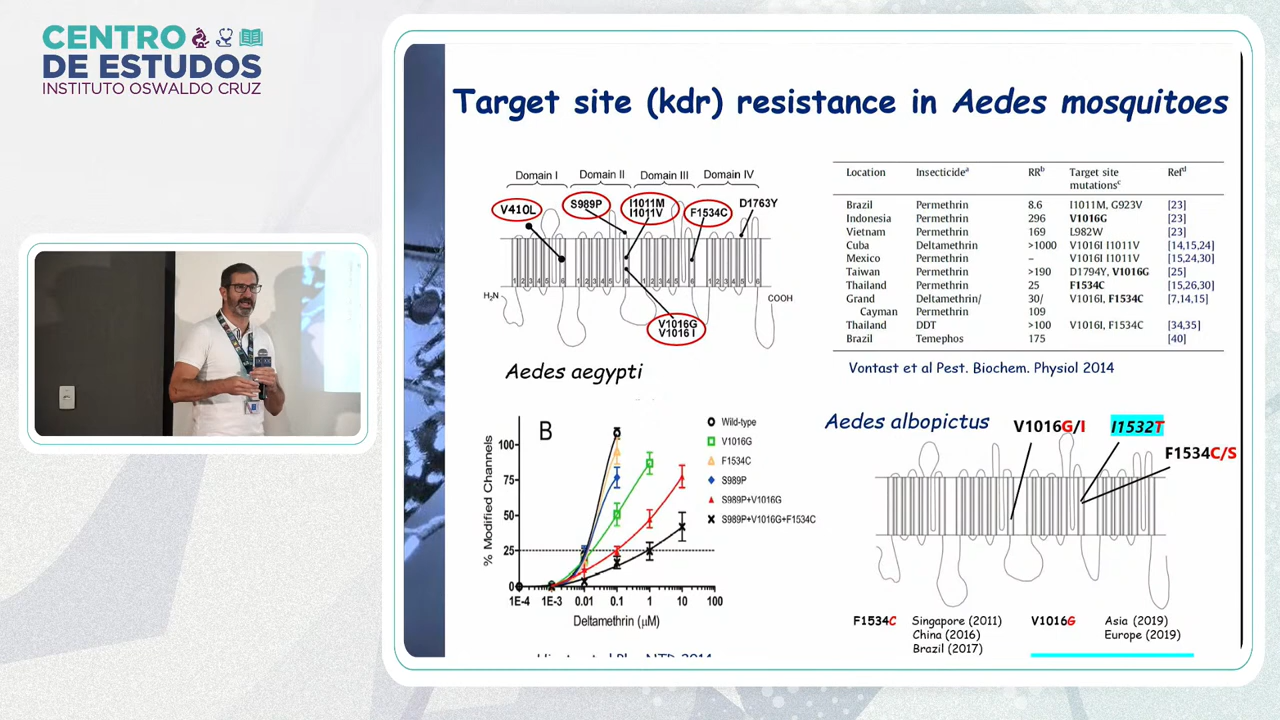 CENTRO
DE ESTUDOS
INSTITUTO OSWALDO CRUZ
Target site (kdr) resistance in Aedes mosquitoes
Domain I Domain II Domain III Domain IV
V410L
S989P
I1011M
I1011V
F1534C
D1763Y
H₂N
COOH
V1016G
V1016 I
Aedes aegypti
Location Insecticideᵃ RRᵇ Target site mutationsᶜ Refᵈ
Brazil Permethrin 8.6 I1011M, G923V [23]
Indonesia Permethrin 296 V1016G [23]
Vietnam Permethrin 169 L982W [23]
Cuba Deltamethrin >1000 V1016I I1011V [14,15,24]
Mexico Permethrin – V1016I I1011V [15,24,30]
Taiwan Permethrin >190 D1794Y, V1016G [25]
Thailand Permethrin 25 F1534C [15,26,30]
Grand Deltamethrin/ 30/ V1016I, F1534C [7,14,15]
Cayman Permethrin 109
Thailand DDT >100 V1016I, F1534C [34,35]
Brazil Temephos 175 [40]
Vontast et al Pest. Biochem. Physiol 2014
B
% Modified Channels
100
75
50
25
0
1E-4 1E-3 0.01 0.1 1 10 100
Deltamethrin (μM)
Wild-type
V1016G
F1534C
S989P
S989P+V1016G
S989P+V1016G+F1534C
Aedes albopictus
V1016G/I
I1532T
F1534C/S
F1534C Singapore (2011)
China (2016)
Brazil (2017)
V1016G Asia (2019)
Europe (2019)